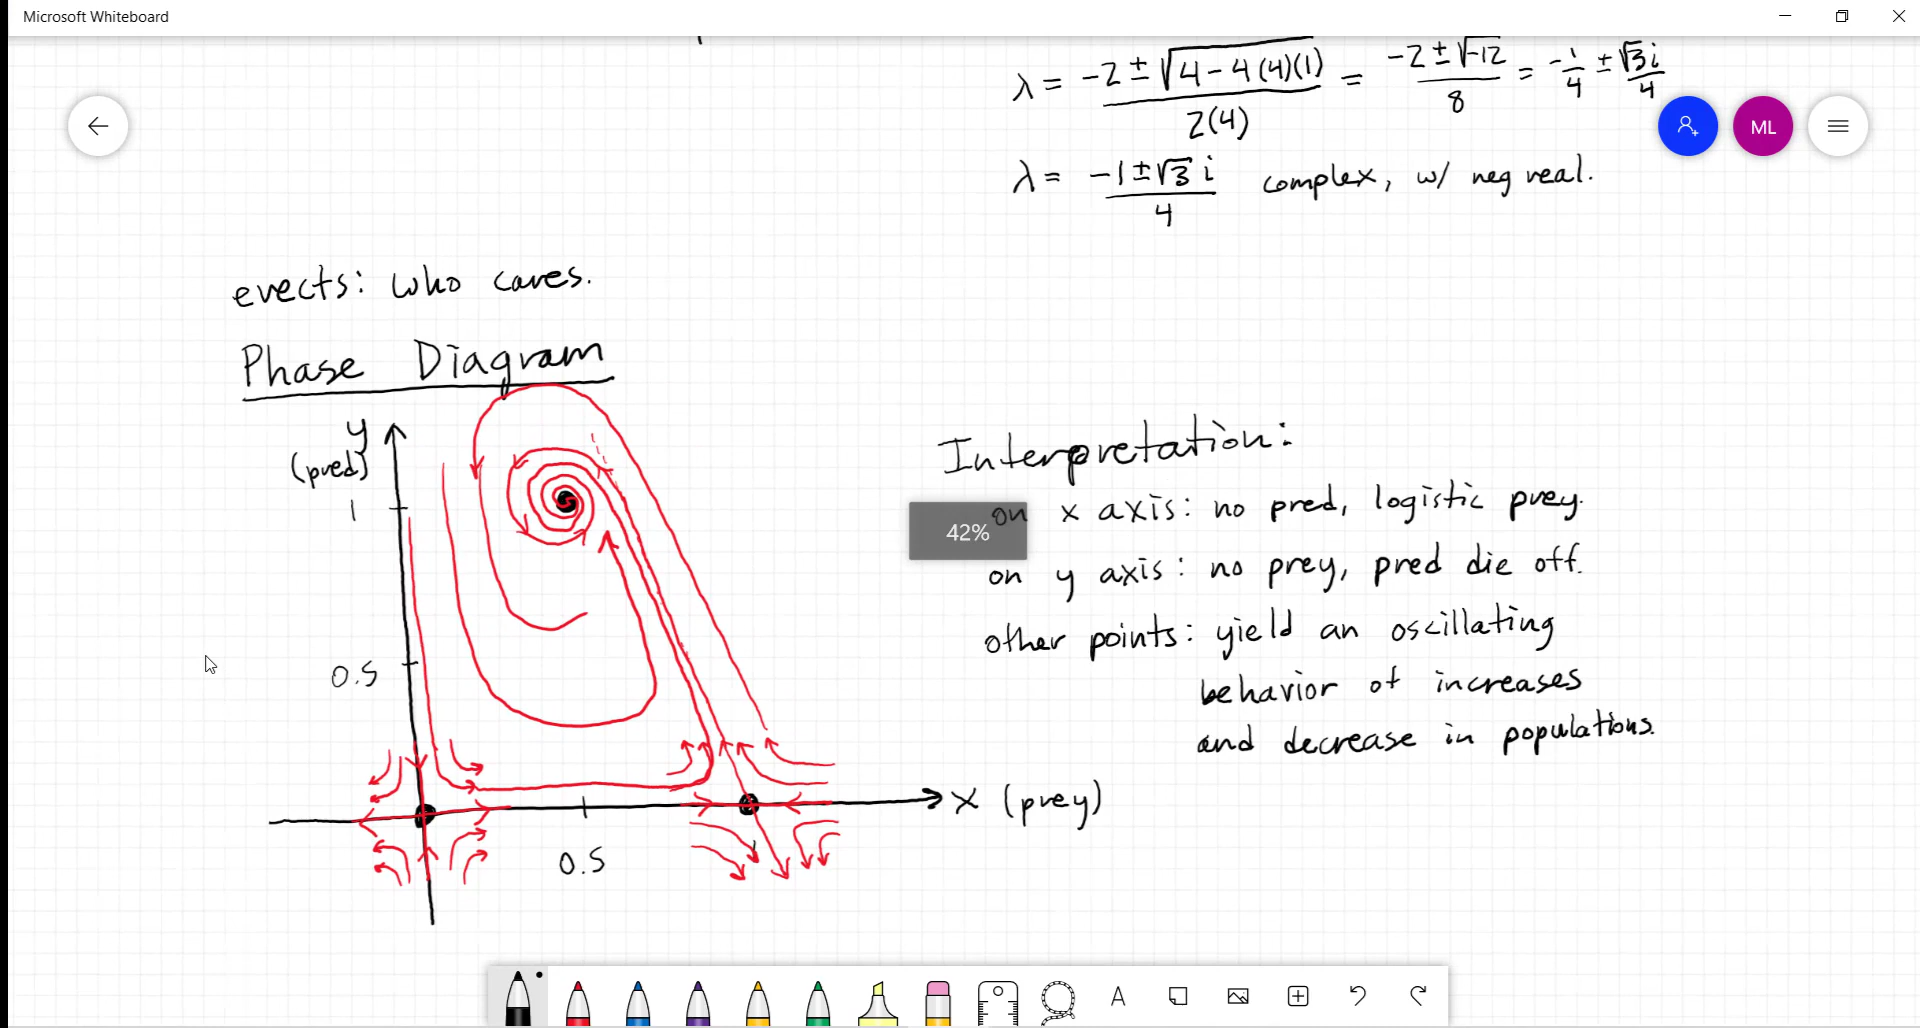 Microsoft Whiteboard
λ = -2 ± √(4 - 4(4)(1)) / 2(4) = -2 ± √-12 / 8 = -1/4 ± √3 i/4
ML
λ = -1 ± √3 i / 4 complex, w/ neg real.
evects: who cares.
Phase Diagram
y
(pred)
1
0.5
0.5
1
x (prey)
Interpretation:
on x axis: no pred, logistic prey.
42%
on y axis: no prey, pred die off.
other points: yield an oscillating
behavior of increases
and decrease in populations.
A